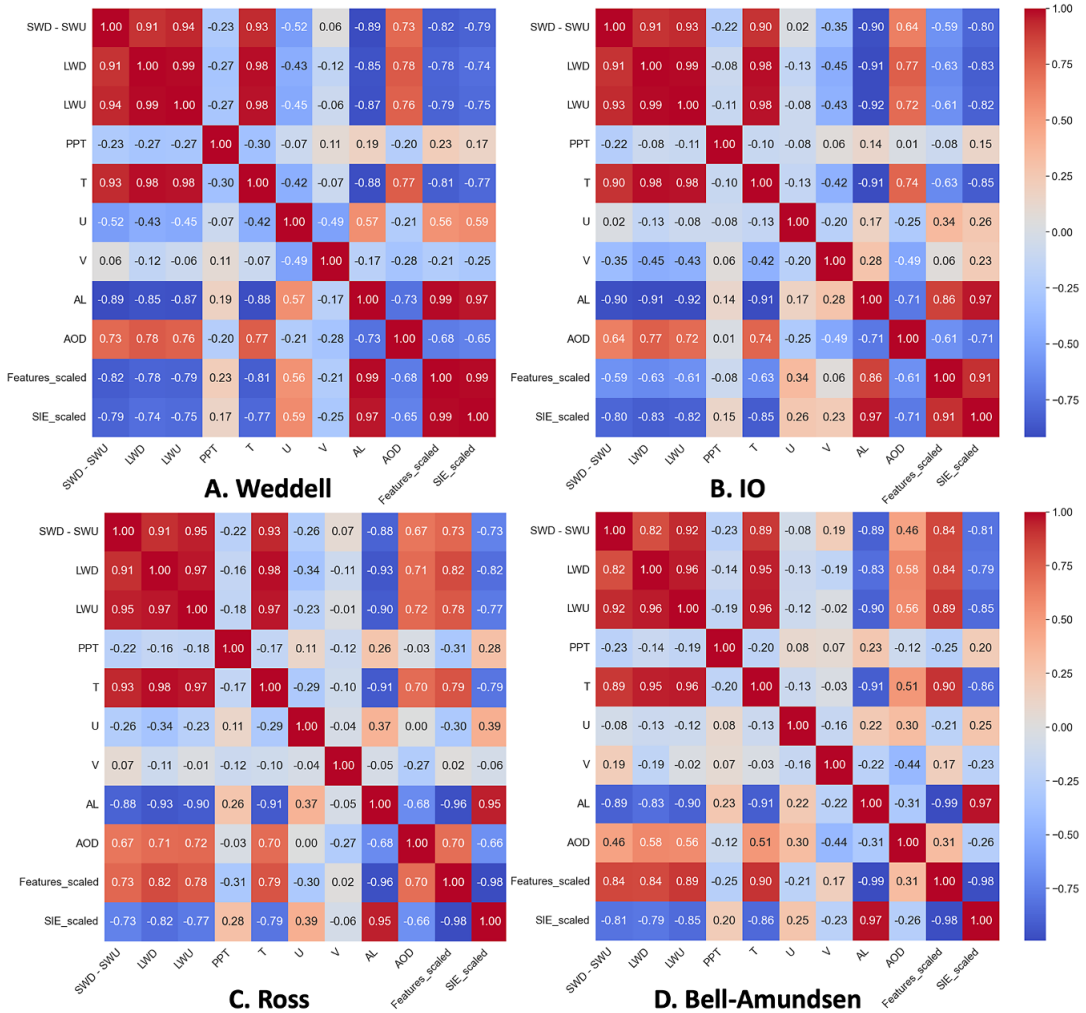 SWD - SWU 1.00 0.91 0.94 -0.23 0.93 -0.52 0.06 -0.89 0.73 -0.82 -0.79
LWD 0.91 1.00 0.99 -0.27 0.98 -0.43 -0.12 -0.85 0.78 -0.78 -0.74
LWU 0.94 0.99 1.00 -0.27 0.98 -0.45 -0.06 -0.87 0.76 -0.79 -0.75
PPT -0.23 -0.27 -0.27 1.00 -0.30 -0.07 0.11 0.19 -0.20 0.23 0.17
T 0.93 0.98 0.98 -0.30 1.00 -0.42 -0.07 -0.88 0.77 -0.81 -0.77
U -0.52 -0.43 -0.45 -0.07 -0.42 1.00 -0.49 0.57 -0.21 0.56 0.59
V 0.06 -0.12 -0.06 0.11 -0.07 -0.49 1.00 -0.17 -0.28 -0.21 -0.25
AL -0.89 -0.85 -0.87 0.19 -0.88 0.57 -0.17 1.00 -0.73 0.99 0.97
AOD 0.73 0.78 0.76 -0.20 0.77 -0.21 -0.28 -0.73 1.00 -0.68 -0.65
Features_scaled -0.82 -0.78 -0.79 0.23 -0.81 0.56 -0.21 0.99 -0.68 1.00 0.99
SIE_scaled -0.79 -0.74 -0.75 0.17 -0.77 0.59 -0.25 0.97 -0.65 0.99 1.00
SWD - SWU LWD LWU PPT T U V AL AOD Features_scaled SIE_scaled
A. Weddell
SWD - SWU 1.00 0.91 0.93 -0.22 0.90 0.02 -0.35 -0.90 0.64 -0.59 -0.80
LWD 0.91 1.00 0.99 -0.08 0.98 -0.13 -0.45 -0.91 0.77 -0.63 -0.83
LWU 0.93 0.99 1.00 -0.11 0.98 -0.08 -0.43 -0.92 0.72 -0.61 -0.82
PPT -0.22 -0.08 -0.11 1.00 -0.10 -0.08 0.06 0.14 0.01 -0.08 0.15
T 0.90 0.98 0.98 -0.10 1.00 -0.13 -0.42 -0.91 0.74 -0.63 -0.85
U 0.02 -0.13 -0.08 -0.08 -0.13 1.00 -0.20 0.17 -0.25 0.34 0.26
V -0.35 -0.45 -0.43 0.06 -0.42 -0.20 1.00 0.28 -0.49 0.06 0.23
AL -0.90 -0.91 -0.92 0.14 -0.91 0.17 0.28 1.00 -0.71 0.86 0.97
AOD 0.64 0.77 0.72 0.01 0.74 -0.25 -0.49 -0.71 1.00 -0.61 -0.71
Features_scaled -0.59 -0.63 -0.61 -0.08 -0.63 0.34 0.06 0.86 -0.61 1.00 0.91
SIE_scaled -0.80 -0.83 -0.82 0.15 -0.85 0.26 0.23 0.97 -0.71 0.91 1.00
SWD - SWU LWD LWU PPT T U V AL AOD Features_scaled SIE_scaled
B. IO
1.00
0.75
0.50
0.25
0.00
-0.25
-0.50
-0.75
SWD - SWU 1.00 0.91 0.95 -0.22 0.93 -0.26 0.07 -0.88 0.67 0.73 -0.73
LWD 0.91 1.00 0.97 -0.16 0.98 -0.34 -0.11 -0.93 0.71 0.82 -0.82
LWU 0.95 0.97 1.00 -0.18 0.97 -0.23 -0.01 -0.90 0.72 0.78 -0.77
PPT -0.22 -0.16 -0.18 1.00 -0.17 0.11 -0.12 0.26 -0.03 -0.31 0.28
T 0.93 0.98 0.97 -0.17 1.00 -0.29 -0.10 -0.91 0.70 0.79 -0.79
U -0.26 -0.34 -0.23 0.11 -0.29 1.00 -0.04 0.37 0.00 -0.30 0.39
V 0.07 -0.11 -0.01 -0.12 -0.10 -0.04 1.00 -0.05 -0.27 0.02 -0.06
AL -0.88 -0.93 -0.90 0.26 -0.91 0.37 -0.05 1.00 -0.68 -0.96 0.95
AOD 0.67 0.71 0.72 -0.03 0.70 0.00 -0.27 -0.68 1.00 0.70 -0.66
Features_scaled 0.73 0.82 0.78 -0.31 0.79 -0.30 0.02 -0.96 0.70 1.00 -0.98
SIE_scaled -0.73 -0.82 -0.77 0.28 -0.79 0.39 -0.06 0.95 -0.66 -0.98 1.00
SWD - SWU LWD LWU PPT T U V AL AOD Features_scaled SIE_scaled
C. Ross
SWD - SWU 1.00 0.82 0.92 -0.23 0.89 -0.08 0.19 -0.89 0.46 0.84 -0.81
LWD 0.82 1.00 0.96 -0.14 0.95 -0.13 -0.19 -0.83 0.58 0.84 -0.79
LWU 0.92 0.96 1.00 -0.19 0.96 -0.12 -0.02 -0.90 0.56 0.89 -0.85
PPT -0.23 -0.14 -0.19 1.00 -0.20 0.08 0.07 0.23 -0.12 -0.25 0.20
T 0.89 0.95 0.96 -0.20 1.00 -0.13 -0.03 -0.91 0.51 0.90 -0.86
U -0.08 -0.13 -0.12 0.08 -0.13 1.00 -0.16 0.22 0.30 -0.21 0.25
V 0.19 -0.19 -0.02 0.07 -0.03 -0.16 1.00 -0.22 -0.44 0.17 -0.23
AL -0.89 -0.83 -0.90 0.23 -0.91 0.22 -0.22 1.00 -0.31 -0.99 0.97
AOD 0.46 0.58 0.56 -0.12 0.51 0.30 -0.44 -0.31 1.00 0.31 -0.26
Features_scaled 0.84 0.84 0.89 -0.25 0.90 -0.21 0.17 -0.99 0.31 1.00 -0.98
SIE_scaled -0.81 -0.79 -0.85 0.20 -0.86 0.25 -0.23 0.97 -0.26 -0.98 1.00
SWD - SWU LWD LWU PPT T U V AL AOD Features_scaled SIE_scaled
D. Bell-Amundsen
1.00
0.75
0.50
0.25
0.00
-0.25
-0.50
-0.75